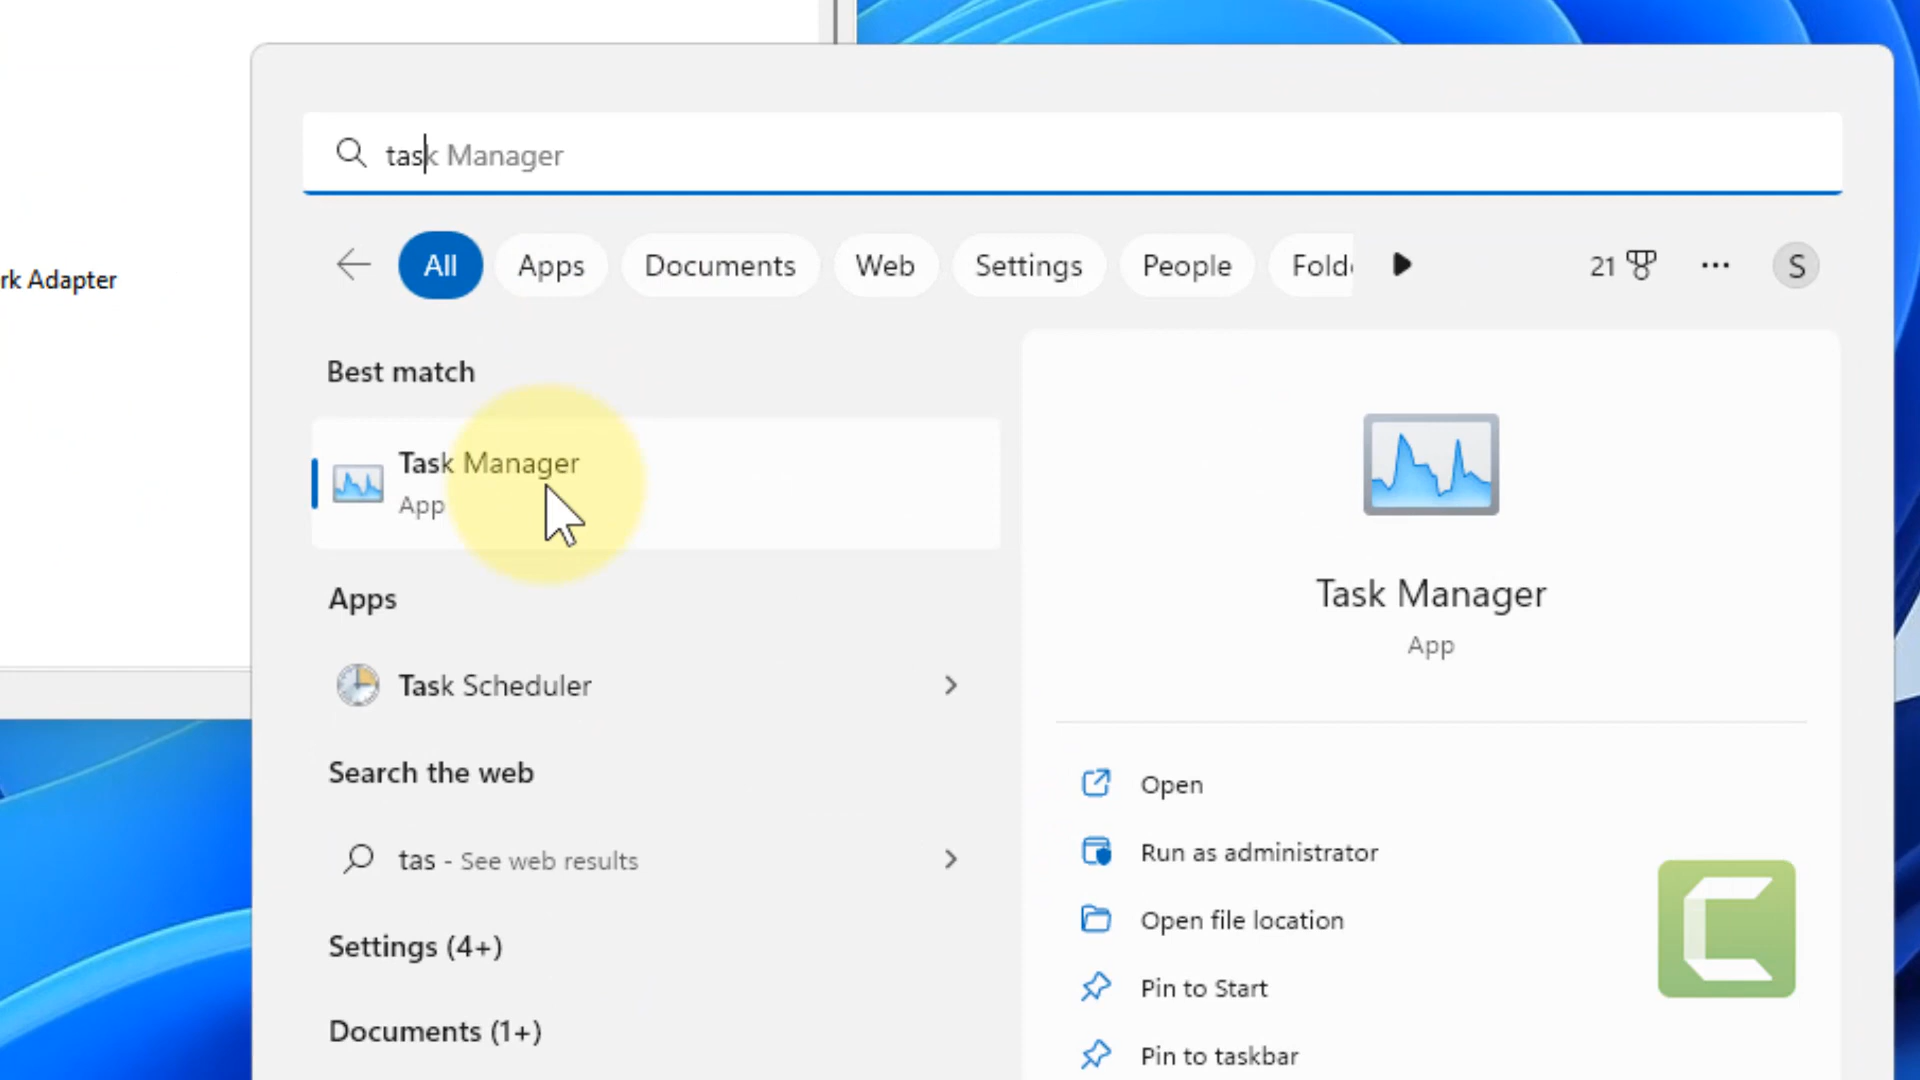 task Manager
All Apps Documents Web Settings People Folde 21 S
rk Adapter
Best match
Task Manager
App
Apps
Task Scheduler
Search the web
tas - See web results
Settings (4+)
Documents (1+)
Task Manager
App
Open
Run as administrator
Open file location
Pin to Start
Pin to taskbar
C